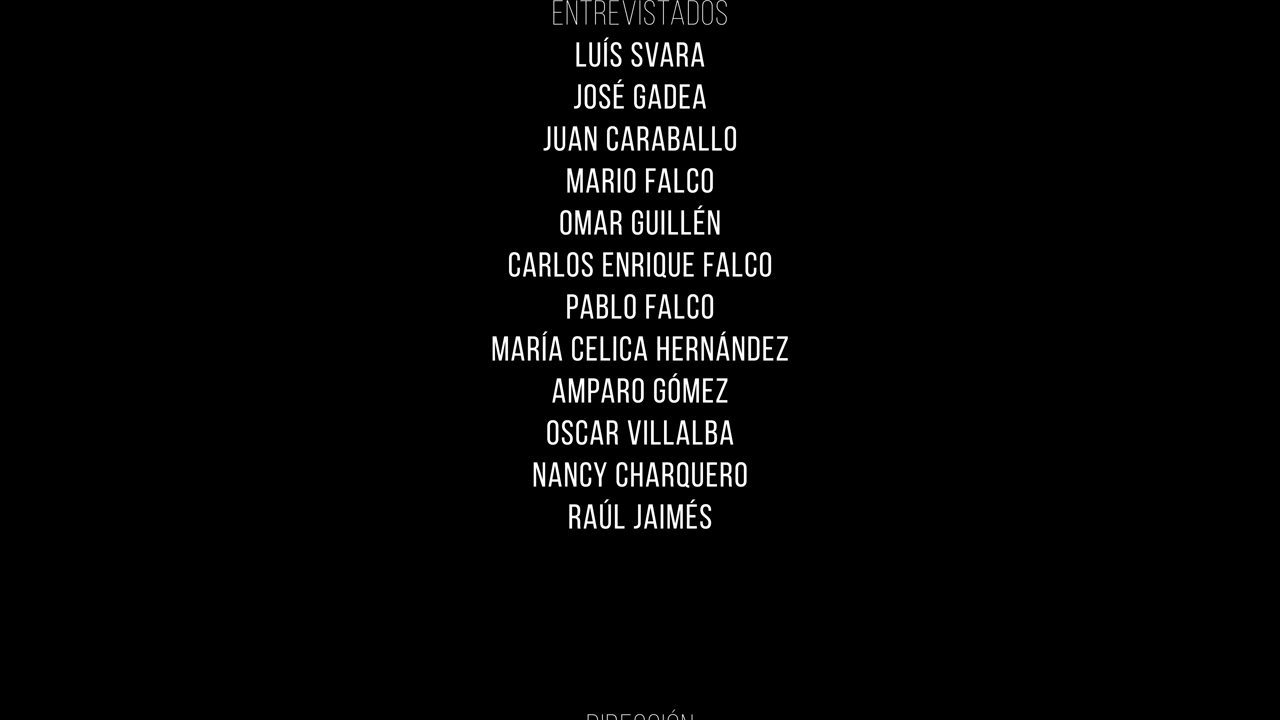 ENTREVISTADOS
LUÍS SVARA
JOSÉ GADEA
JUAN CARABALLO
MARIO FALCO
OMAR GUILLÉN
CARLOS ENRIQUE FALCO
PABLO FALCO
MARÍA CELICA HERNÁNDEZ
AMPARO GÓMEZ
OSCAR VILLALBA
NANCY CHARQUERO
RAÚL JAIMÉS
DIRECCIÓN